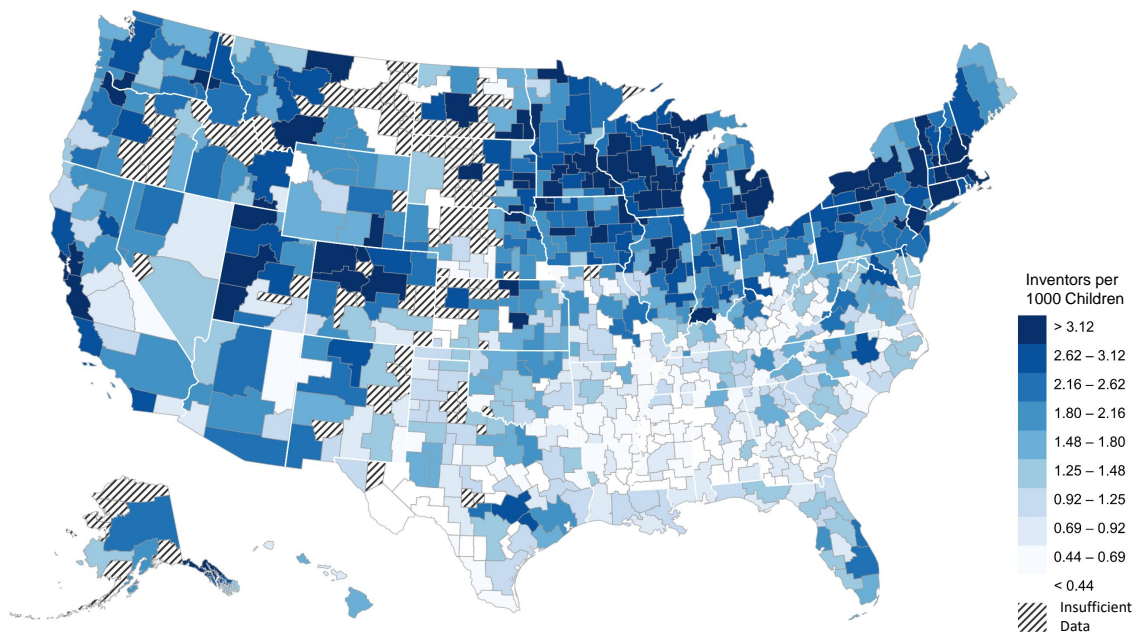 Inventors per
1000 Children
> 3.12
2.62 – 3.12
2.16 – 2.62
1.80 – 2.16
1.48 – 1.80
1.25 – 1.48
0.92 – 1.25
0.69 – 0.92
0.44 – 0.69
< 0.44
Insufficient
Data